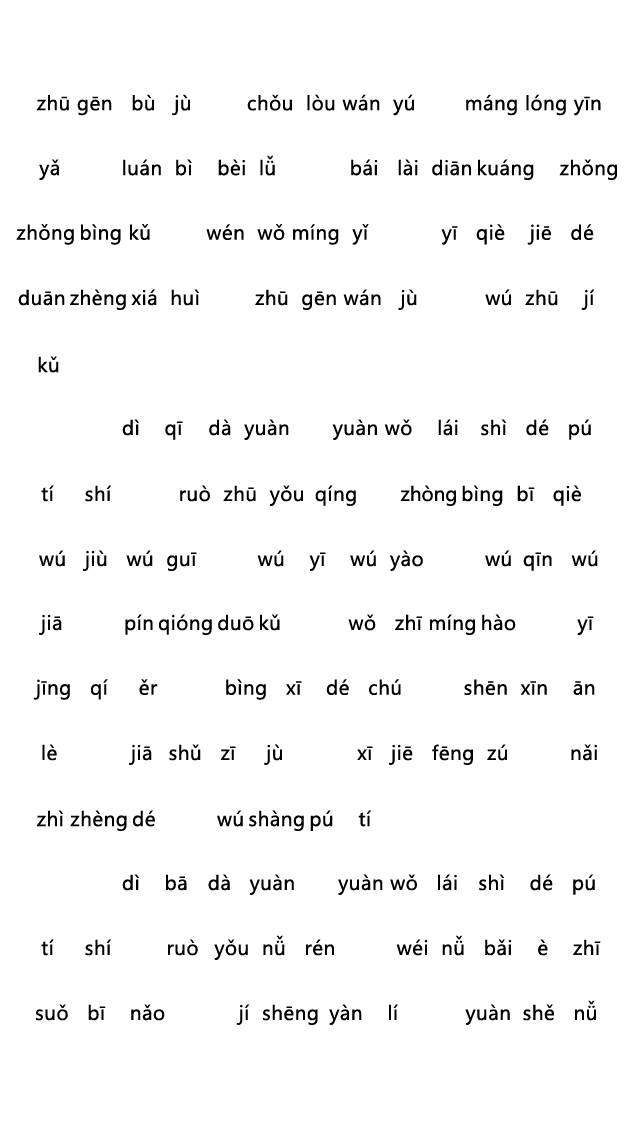 zhū gēn bù jù chǒu lòu wán yú máng lóng yīn
yǎ luán bì bèi lǚ bái lài diān kuáng zhǒng
zhǒng bìng kǔ wén wǒ míng yǐ yī qiè jiē dé
duān zhèng xiá huì zhū gēn wán jù wú zhū jí
kǔ
dì qī dà yuàn yuàn wǒ lái shì dé pú
tí shí ruò zhū yǒu qíng zhòng bìng bī qiè
wú jiù wú guī wú yī wú yào wú qīn wú
jiā pín qióng duō kǔ wǒ zhī míng hào yī
jīng qí ěr bìng xī dé chú shēn xīn ān
lè jiā shǔ zī jù xī jiē fēng zú nǎi
zhì zhèng dé wú shàng pú tí
dì bā dà yuàn yuàn wǒ lái shì dé pú
tí shí ruò yǒu nǚ rén wéi nǚ bǎi è zhī
suǒ bī nǎo jí shēng yàn lí yuàn shě nǚ